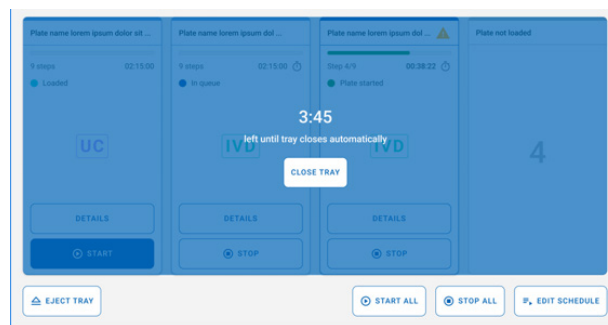 Plate name lorem ipsum dolor sit ...
9 steps 02:15:00
Loaded
UC
DETAILS
START
Plate name lorem ipsum dol ...
9 steps 02:15:00
In queue
IVD
DETAILS
STOP
Plate name lorem ipsum dol ...
Step 4/9 00:38:22
Plate started
IVD
DETAILS
STOP
Plate not loaded
4
3:45
left until tray closes automatically
CLOSE TRAY
EJECT TRAY
START ALL
STOP ALL
EDIT SCHEDULE